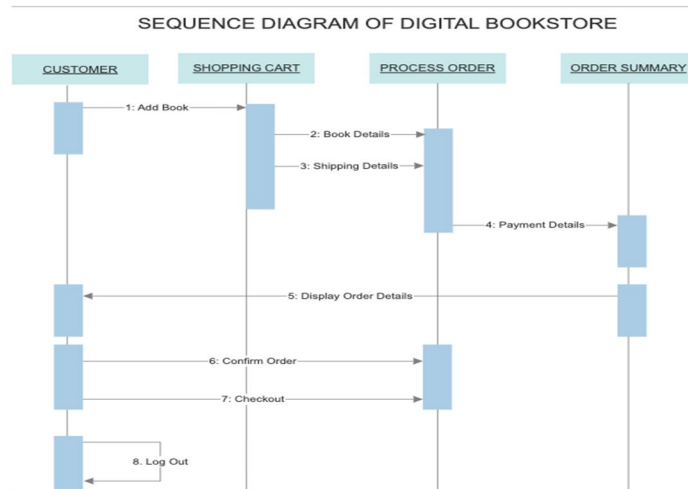 SEQUENCE DIAGRAM OF DIGITAL BOOKSTORE
CUSTOMER
SHOPPING CART
PROCESS ORDER
ORDER SUMMARY
1: Add Book
2: Book Details
3: Shipping Details
4: Payment Details
5: Display Order Details
6: Confirm Order
7: Checkout
8. Log Out